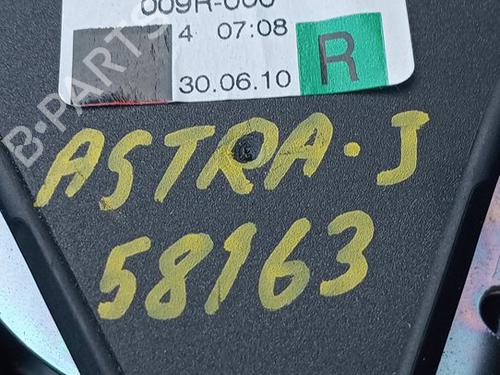 009R-000
4 07:08
30.06.10
R
ASTRA·J
58163
B-PARTS